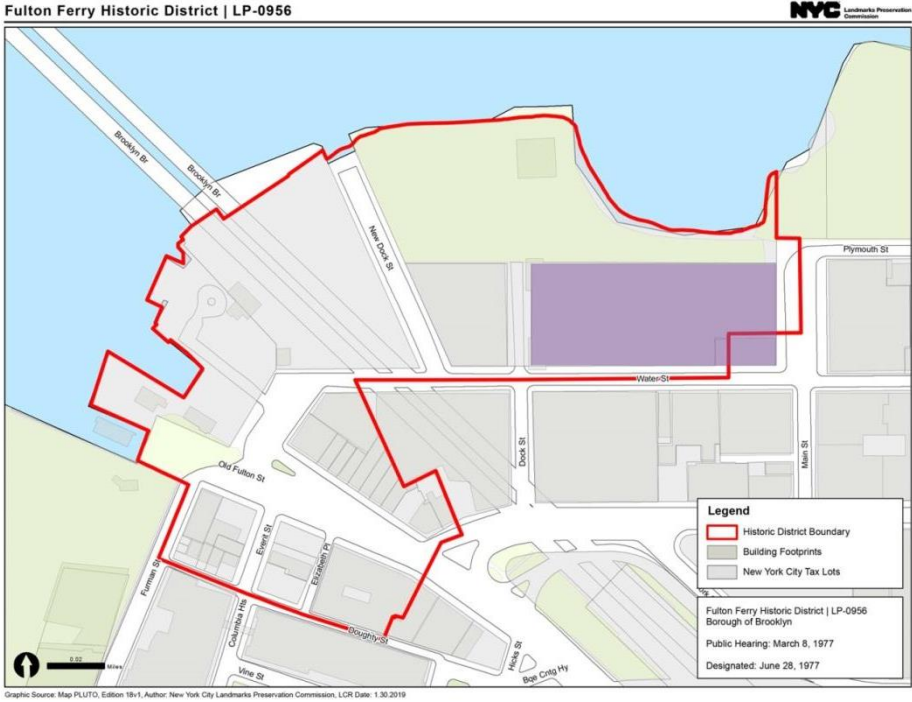 Fulton Ferry Historic District | LP-0956
NYC Landmarks Preservation
Commission
Brooklyn Br
Brooklyn Br
New Dock St
Plymouth St
Water St
Dock St
Main St
Old Fulton St
Everit St
Elizabeth Pl
Furman St
Columbia Hts
Doughty St
Vine St
Hicks St
Bqe Cntg Hy
Legend
Historic District Boundary
Building Footprints
New York City Tax Lots
Fulton Ferry Historic District | LP-0956
Borough of Brooklyn
Public Hearing: March 8, 1977
Designated: June 28, 1977
0.02
Miles
Graphic Source: Map PLUTO, Edition 18v1, Author: New York City Landmarks Preservation Commission, LCR Date: 1.30.2019